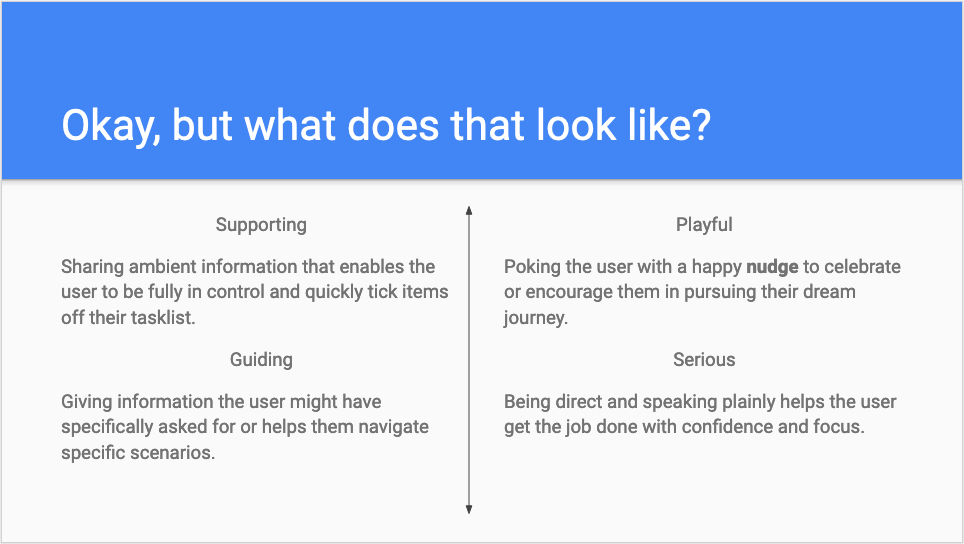 Okay, but what does that look like?
Supporting
Sharing ambient information that enables the
user to be fully in control and quickly tick items
off their tasklist.
Guiding
Giving information the user might have
specifically asked for or helps them navigate
specific scenarios.
Playful
Poking the user with a happy nudge to celebrate
or encourage them in pursuing their dream
journey.
Serious
Being direct and speaking plainly helps the user
get the job done with confidence and focus.